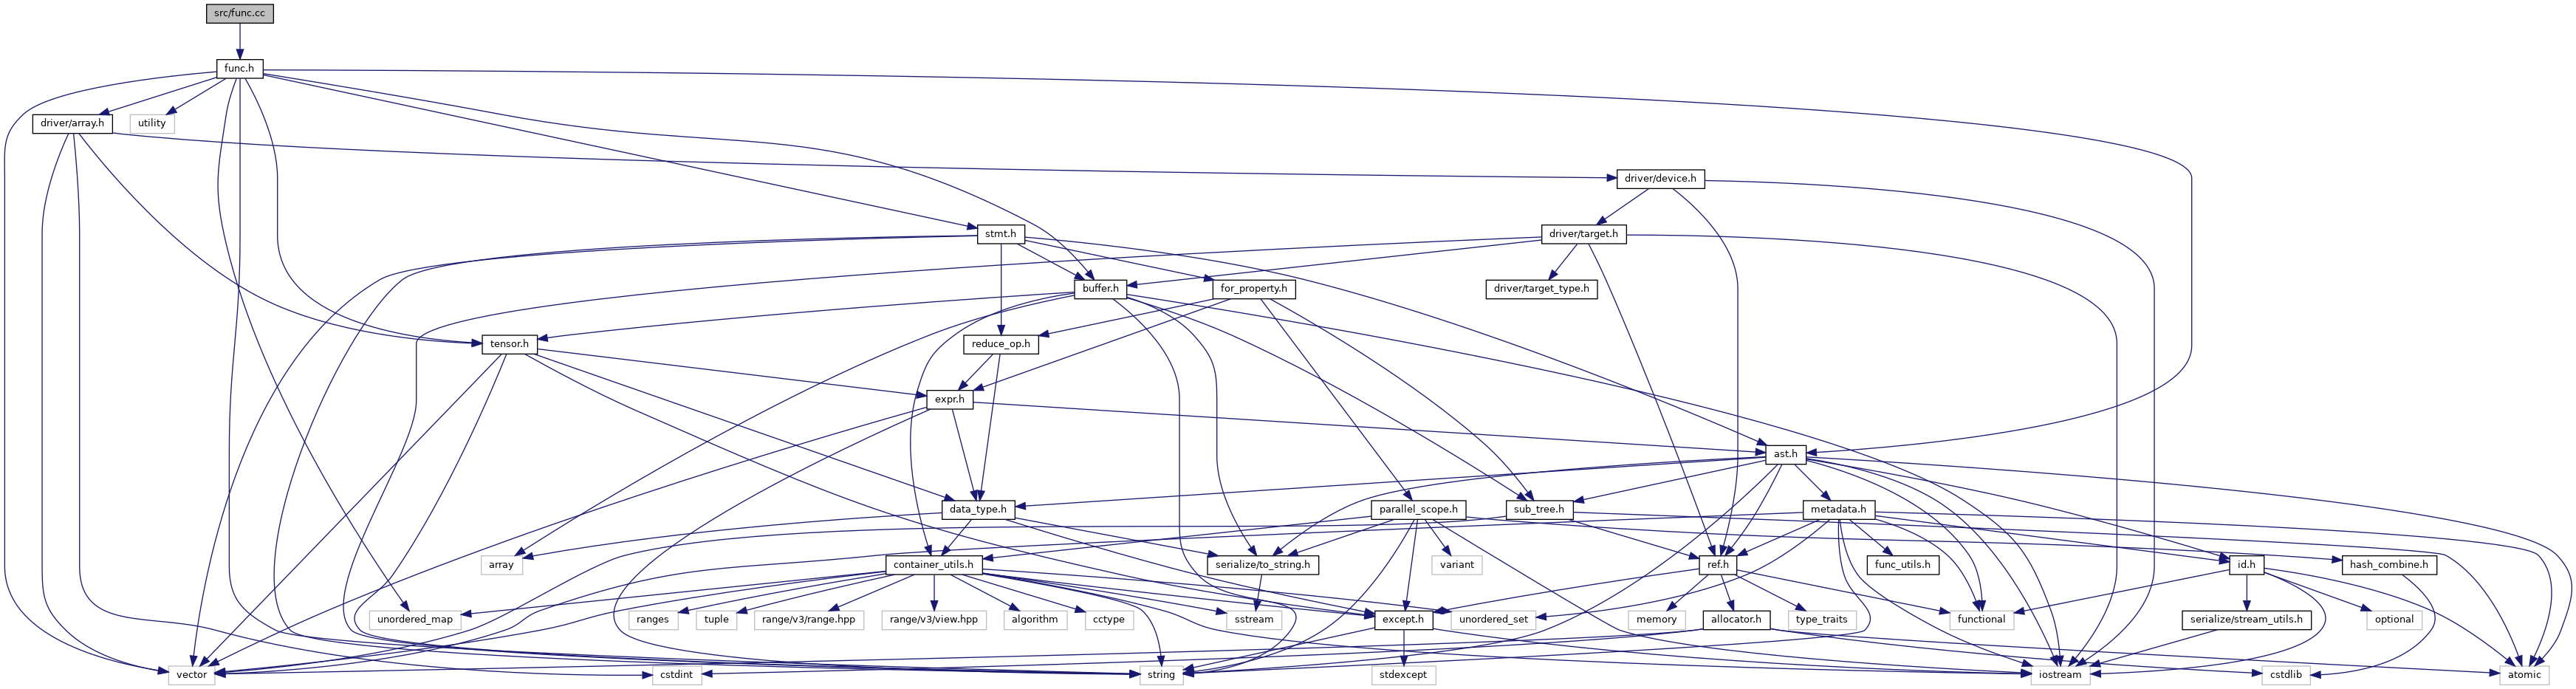 src/func.cc
func.h
driver/array.h
utility
driver/device.h
stmt.h
driver/target.h
buffer.h
for_property.h
driver/target_type.h
tensor.h
reduce_op.h
expr.h
ast.h
data_type.h
parallel_scope.h
sub_tree.h
metadata.h
array
container_utils.h
serialize/to_string.h
variant
ref.h
func_utils.h
id.h
hash_combine.h
unordered_map
ranges
tuple
range/v3/range.hpp
range/v3/view.hpp
algorithm
cctype
sstream
except.h
unordered_set
memory
allocator.h
type_traits
functional
serialize/stream_utils.h
optional
vector
cstdint
string
stdexcept
iostream
cstdlib
atomic